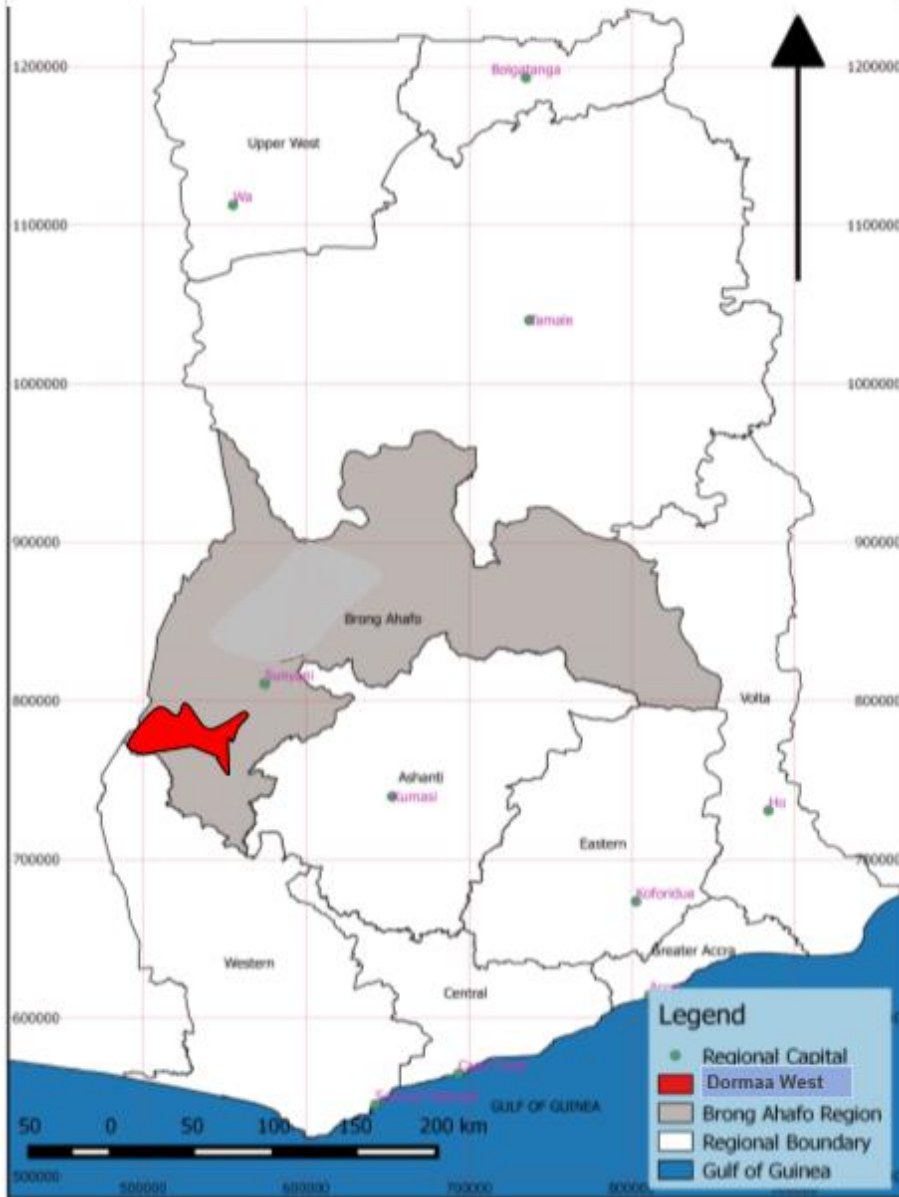 1200000 1200000
Bolgatanga
Upper West
Wa
1100000 1100000
Tamale
1000000 1000000
900000 900000
Brong Ahafo
Sunyani
800000 800000
Volta
Ashanti
Kumasi
Ho
Eastern
700000
Koforidua
Greater Accra
Western
Central
600000
Legend
Regional Capital
Dormaa West
Brong Ahafo Region
Regional Boundary
Gulf of Guinea
GULF OF GUINEA
50 0 50 100 150 200 km
500000
500000 600000 700000